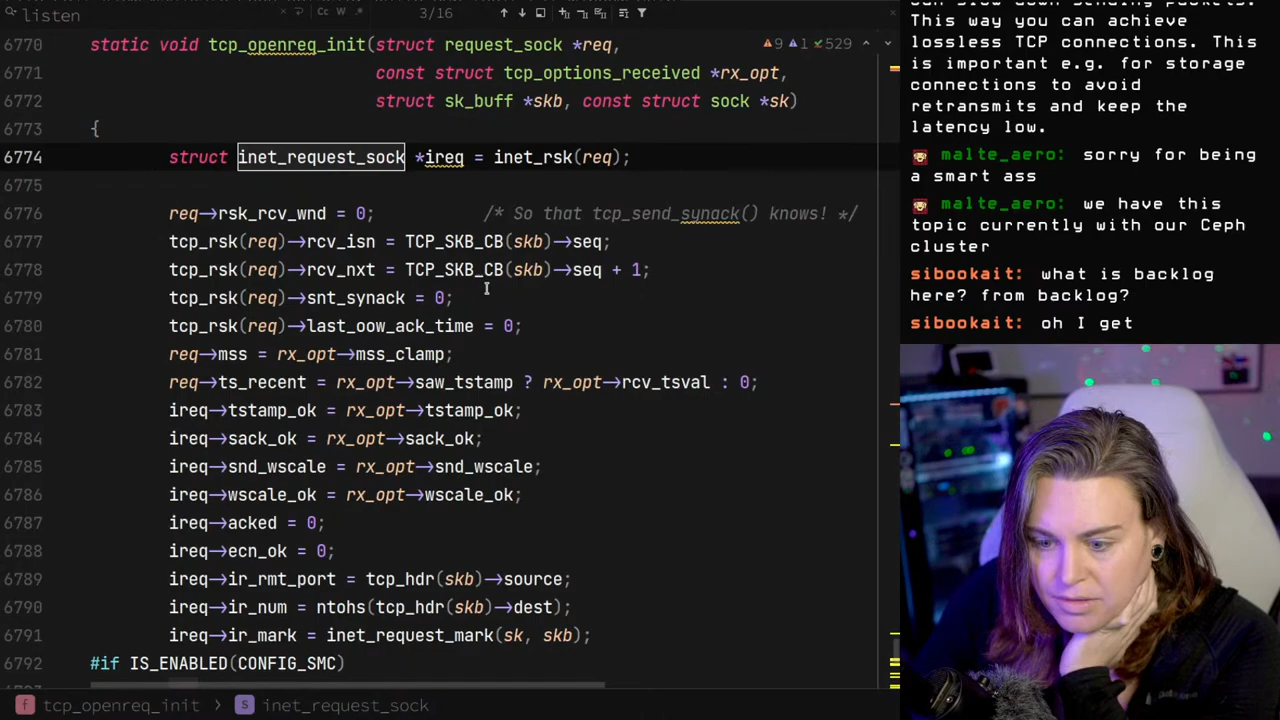 listen
Cc W .*
3/16
6770 static void tcp_openreq_init(struct request_sock *req,
9 1 529
6771 const struct tcp_options_received *rx_opt,
6772 struct sk_buff *skb, const struct sock *sk)
6773 {
6774 struct inet_request_sock *ireq = inet_rsk(req);
6775
6776 req->rsk_rcv_wnd = 0; /* So that tcp_send_synack() knows! */
6777 tcp_rsk(req)->rcv_isn = TCP_SKB_CB(skb)->seq;
6778 tcp_rsk(req)->rcv_nxt = TCP_SKB_CB(skb)->seq + 1;
6779 tcp_rsk(req)->snt_synack = 0;
6780 tcp_rsk(req)->last_oow_ack_time = 0;
6781 req->mss = rx_opt->mss_clamp;
6782 req->ts_recent = rx_opt->saw_tstamp ? rx_opt->rcv_tsval : 0;
6783 ireq->tstamp_ok = rx_opt->tstamp_ok;
6784 ireq->sack_ok = rx_opt->sack_ok;
6785 ireq->snd_wscale = rx_opt->snd_wscale;
6786 ireq->wscale_ok = rx_opt->wscale_ok;
6787 ireq->acked = 0;
6788 ireq->ecn_ok = 0;
6789 ireq->ir_rmt_port = tcp_hdr(skb)->source;
6790 ireq->ir_num = ntohs(tcp_hdr(skb)->dest);
6791 ireq->ir_mark = inet_request_mark(sk, skb);
6792 #if IS_ENABLED(CONFIG_SMC)
f tcp_openreq_init > S inet_request_sock
can slow down sending packets.
This way you can achieve
lossless TCP connections. This
is important e.g. for storage
connections to avoid
retransmits and keep the
latency low.
malte_aero: sorry for being
a smart ass
malte_aero: we have this
topic currently with our Ceph
cluster
sibookait: what is backlog
here? from backlog?
sibookait: oh I get